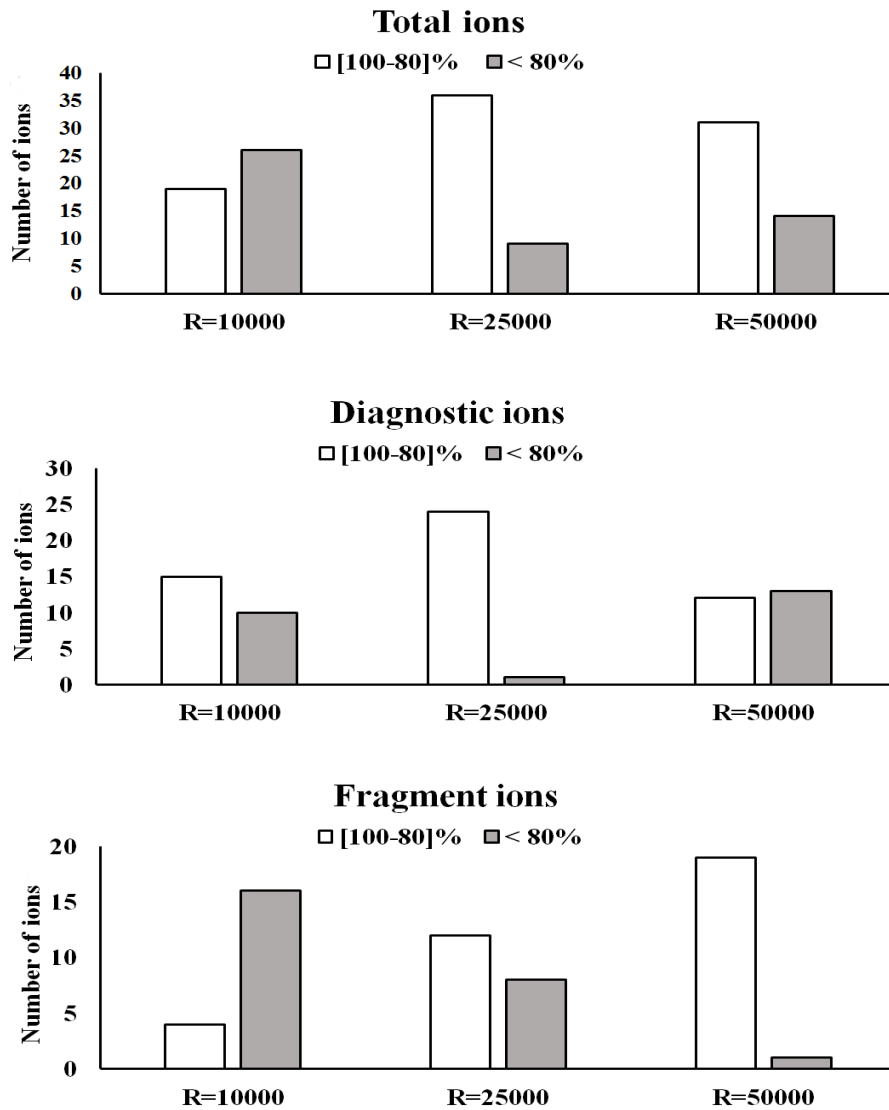 Total ions
[100-80]% < 80%
Number of ions
40
35
30
25
20
15
10
5
0
R=10000 R=25000 R=50000
Diagnostic ions
[100-80]% < 80%
Number of ions
30
25
20
15
10
5
0
R=10000 R=25000 R=50000
Fragment ions
[100-80]% < 80%
Number of ions
20
15
10
5
0
R=10000 R=25000 R=50000